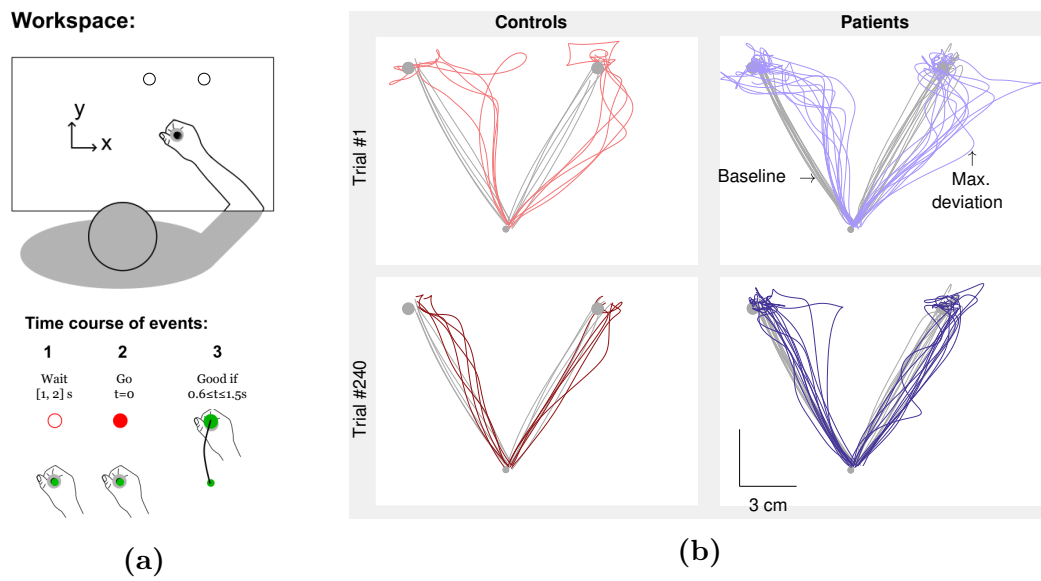 Workspace:
y
x
Time course of events:
1 2 3
Wait Go Good if
[1, 2] s t=0 0.6≤t≤1.5s
(a)
Controls Patients
Trial #1
Baseline →
↑
Max.
deviation
Trial #240
3 cm
(b)